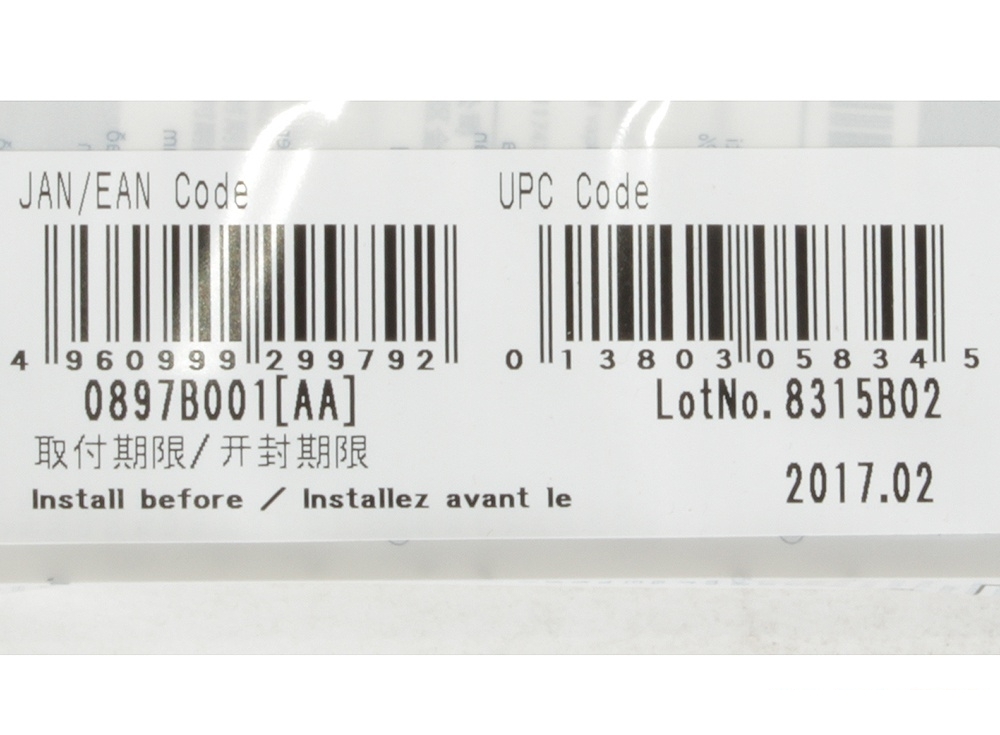 JAN/EAN Code
4 960999 299792
0897B001[AA]
取付期限/开封期限
Install before / Installez avant le
UPC Code
0 13803 05834 5
LotNo. 8315B02
2017.02